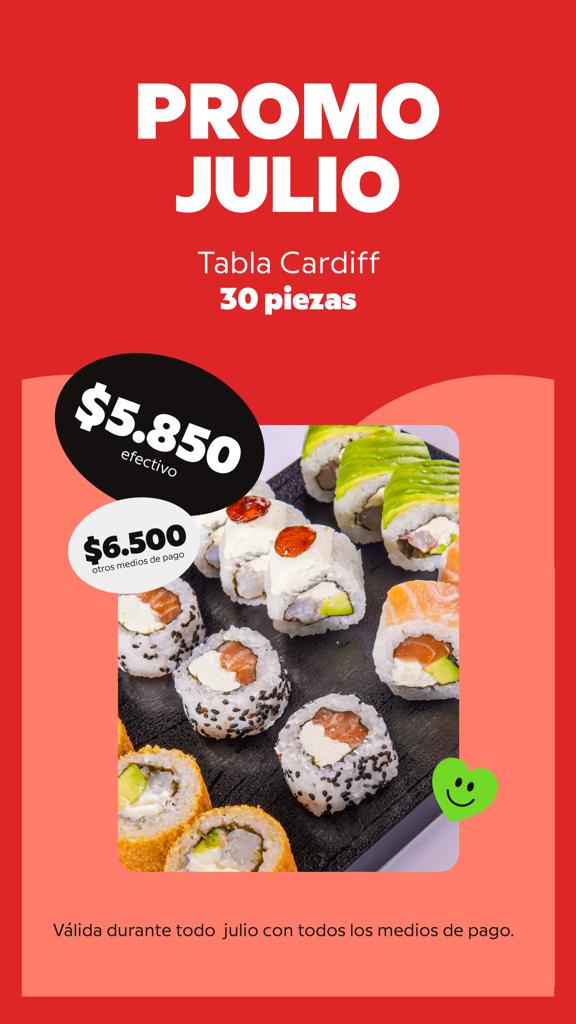 PROMO
JULIO
Tabla Cardiff
30 piezas
$5.850
efectivo
$6.500
otros medios de pago
Válida durante todo  julio con todos los medios de pago.